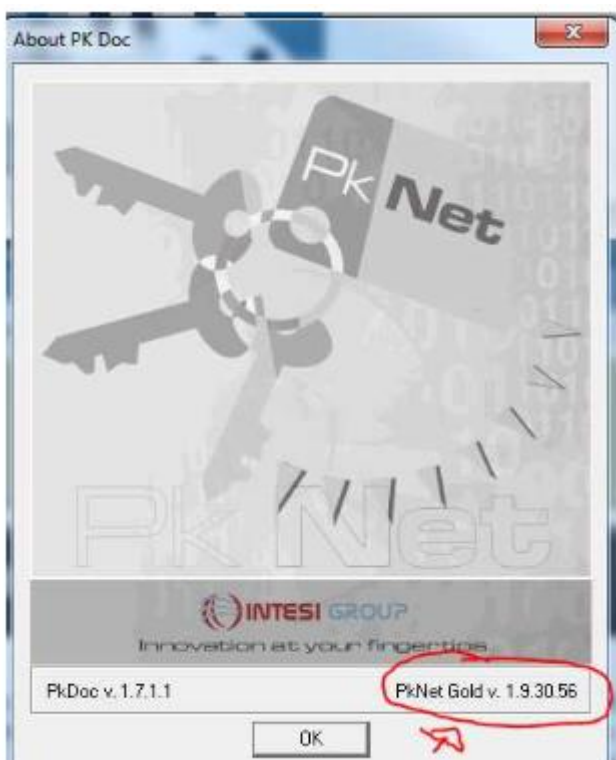 About PK Doc
Pk Net
Pk Net
INTESI GROUP
Innovation at your fingertips
PkDoc v. 1.7.1.1
PkNet Gold v. 1.9.30.56
OK